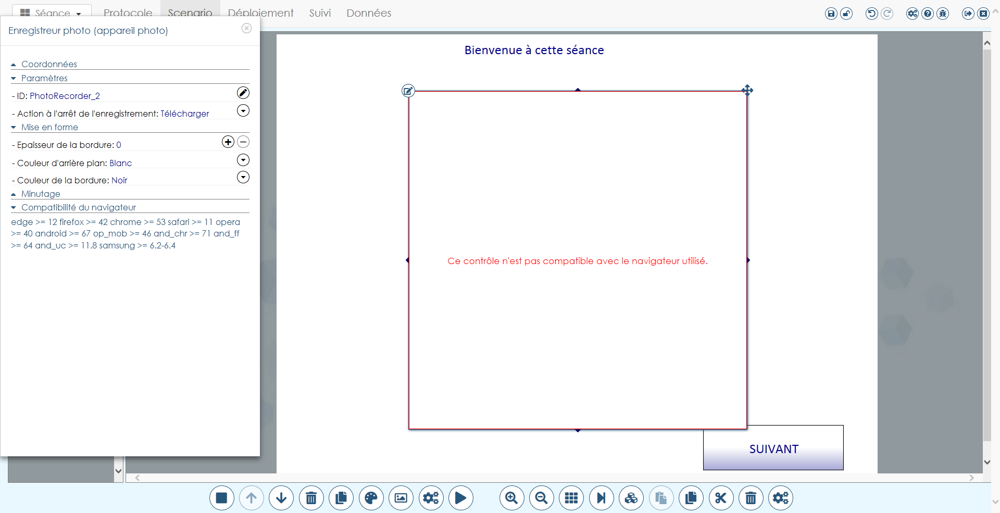 Séance
Protocole
Scenario
Déploiement
Suivi
Données
Enregistreur photo (appareil photo)
Coordonnées
Paramètres
- ID: PhotoRecorder_2
- Action à l'arrêt de l'enregistrement: Télécharger
Mise en forme
- Epaisseur de la bordure: 0
- Couleur d'arrière plan: Blanc
- Couleur de la bordure: Noir
Minutage
Compatibilité du navigateur
edge >= 12 firefox >= 42 chrome >= 53 safari >= 11 opera
>= 40 android >= 67 op_mob >= 46 and_chr >= 71 and_ff
>= 64 and_uc >= 11.8 samsung >= 6.2-6.4
Bienvenue à cette séance
Ce contrôle n'est pas compatible avec le navigateur utilisé.
SUIVANT